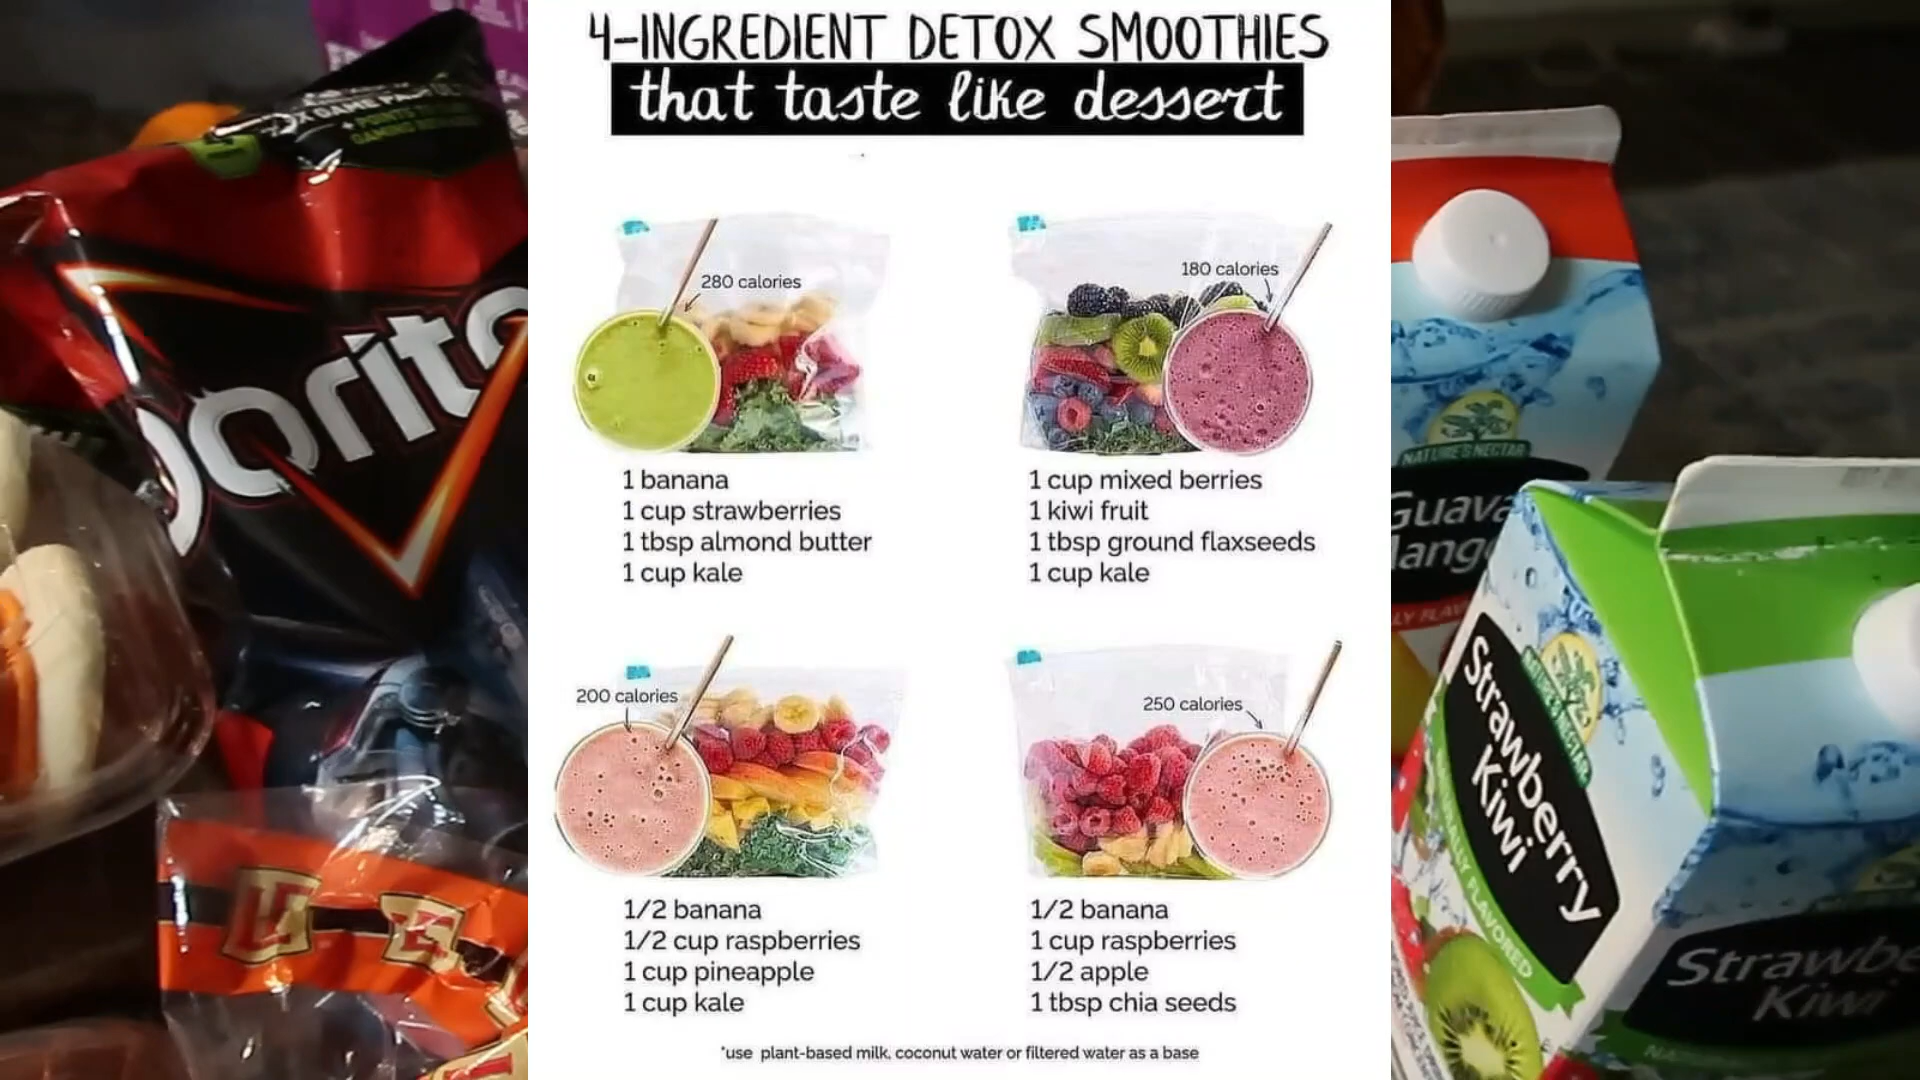 4-INGREDIENT DETOX SMOOTHIES
that taste like dessert
280 calories
1 banana
1 cup strawberries
1 tbsp almond butter
1 cup kale
180 calories
1 cup mixed berries
1 kiwi fruit
1 tbsp ground flaxseeds
1 cup kale
200 calories
1/2 banana
1/2 cup raspberries
1 cup pineapple
1 cup kale
250 calories
1/2 banana
1 cup raspberries
1/2 apple
1 tbsp chia seeds
*use plant-based milk, coconut water or filtered water as a base
NATURE'S NECTAR
Guava
Strawberry
Kiwi
NATURALLY FLAVORED
Kiwi